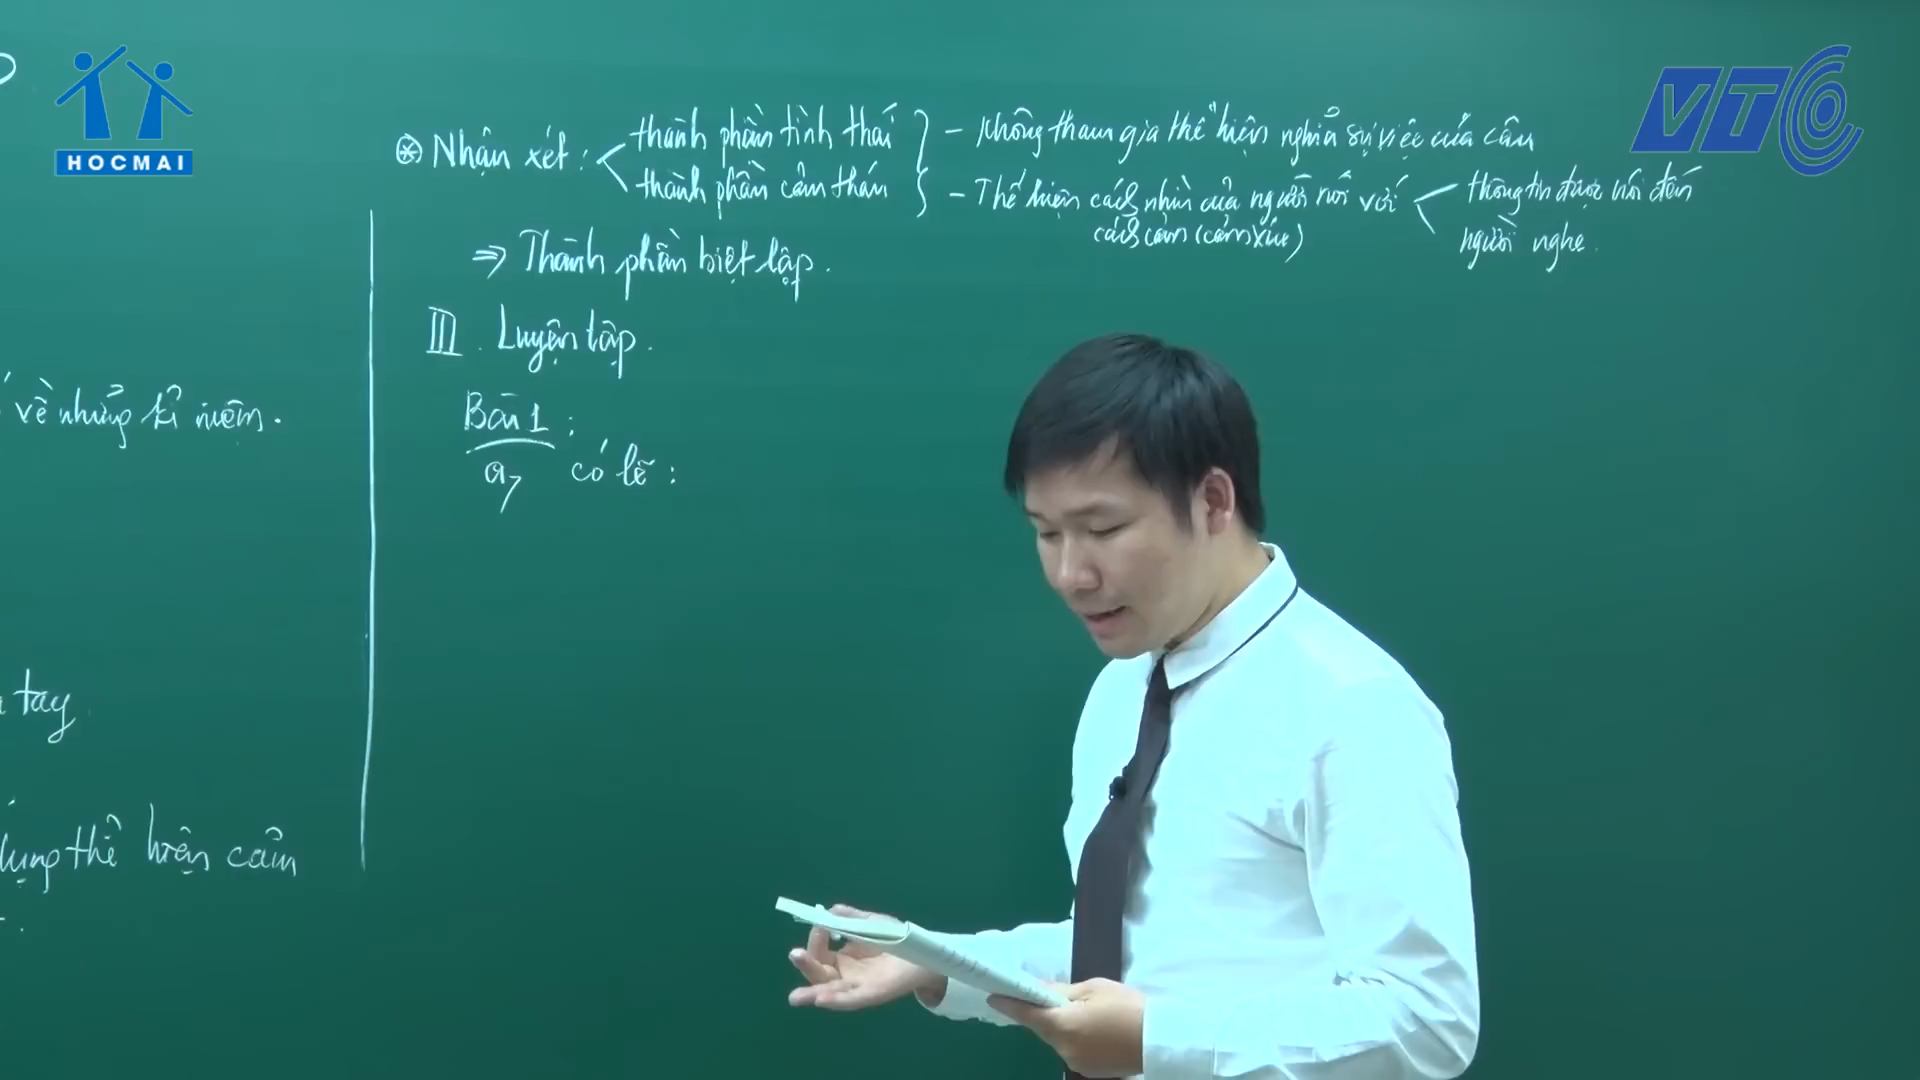 HOCMAI
VTC
⊛ Nhận xét: thành phần tình thái - Không tham gia thể hiện nghĩa sự việc của câu
thành phần cảm thán - Thể hiện cách nhìn của người nói với thông tin được nói đến
cách cảm (cảm xúc) người nghe.
⇒ Thành phần biệt lập.
III. Luyện tập.
Bài 1:
a, có lẽ:
về những kỉ niệm.
tay
dụng thể hiện cảm